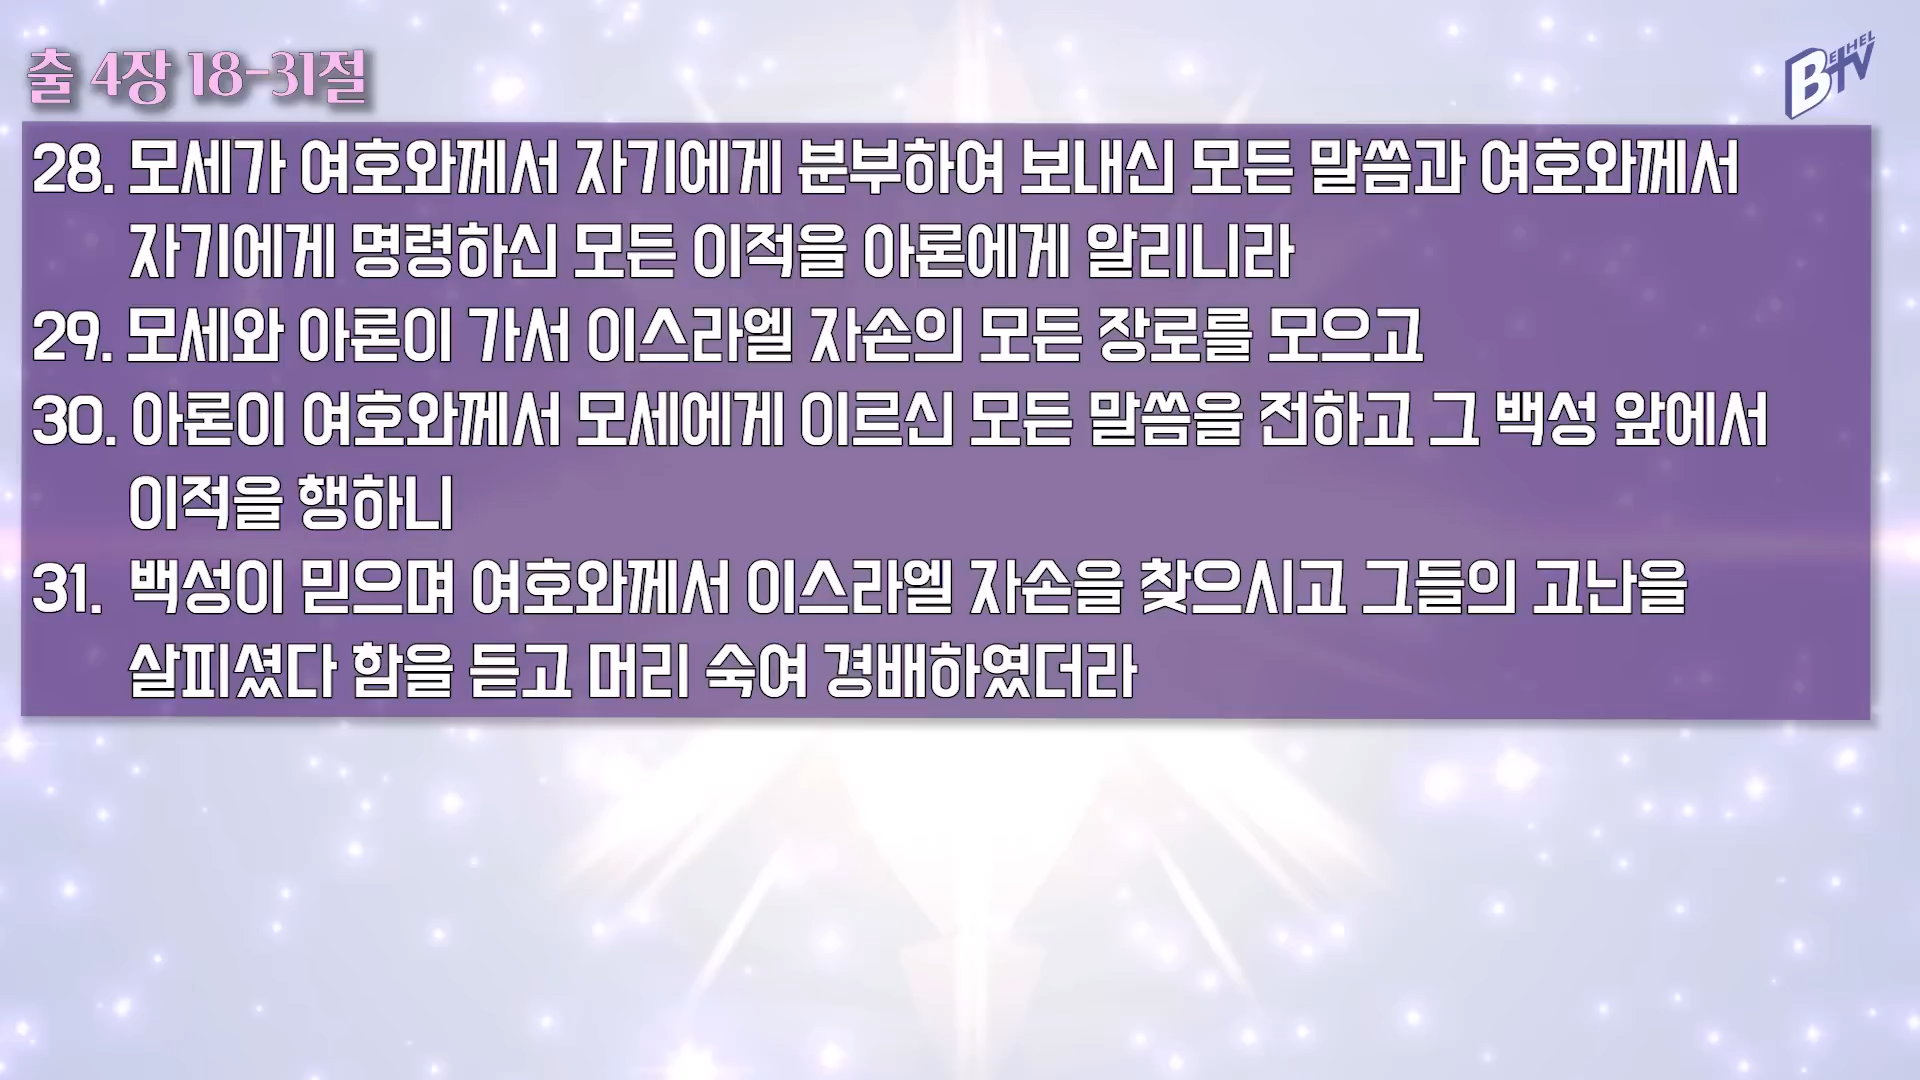 출 4장 18-31절
BETHEL TV
28. 모세가 여호와께서 자기에게 분부하여 보내신 모든 말씀과 여호와께서
자기에게 명령하신 모든 이적을 아론에게 알리니라
29. 모세와 아론이 가서 이스라엘 자손의 모든 장로를 모으고
30. 아론이 여호와께서 모세에게 이르신 모든 말씀을 전하고 그 백성 앞에서
이적을 행하니
31. 백성이 믿으며 여호와께서 이스라엘 자손을 찾으시고 그들의 고난을
살피셨다 함을 듣고 머리 숙여 경배하였더라